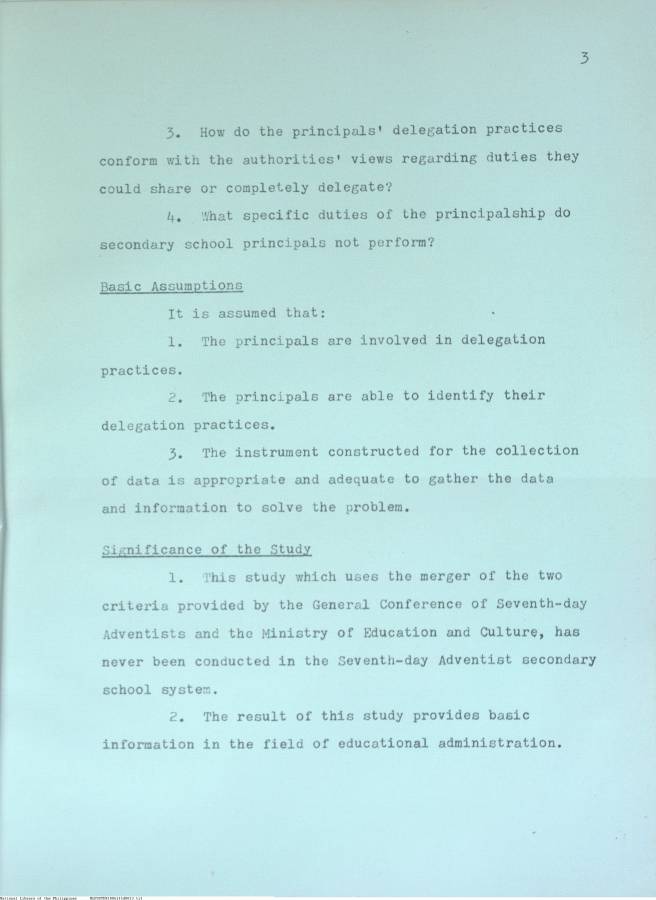 3
3. How do the principals' delegation practices
conform with the authorities' views regarding duties they
could share or completely delegate?
4. What specific duties of the principalship do
secondary school principals not perform?
Basic Assumptions
It is assumed that:
1. The principals are involved in delegation
practices.
2. The principals are able to identify their
delegation practices.
3. The instrument constructed for the collection
of data is appropriate and adequate to gather the data
and information to solve the problem.
Significance of the Study
1. This study which uses the merger of the two
criteria provided by the General Conference of Seventh-day
Adventists and the Ministry of Education and Culture, has
never been conducted in the Seventh-day Adventist secondary
school system.
2. The result of this study provides basic
information in the field of educational administration.
National Library of the Philippines